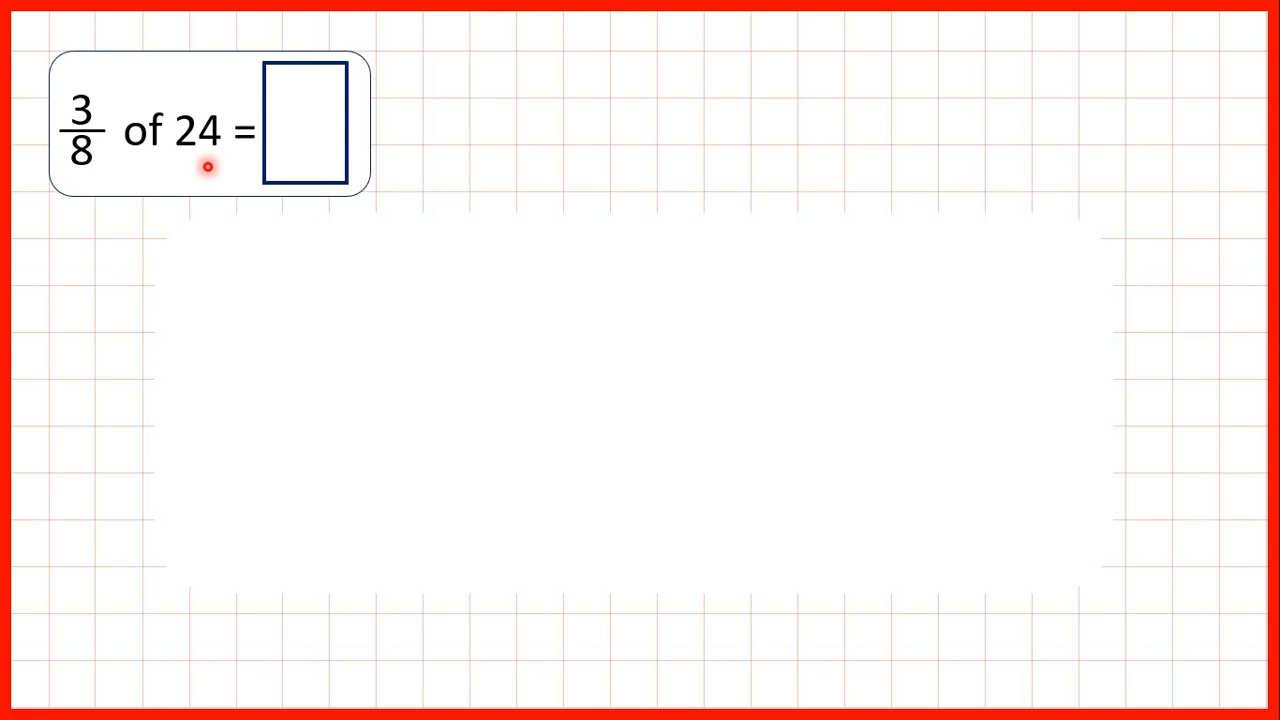 3/8 of 24 =